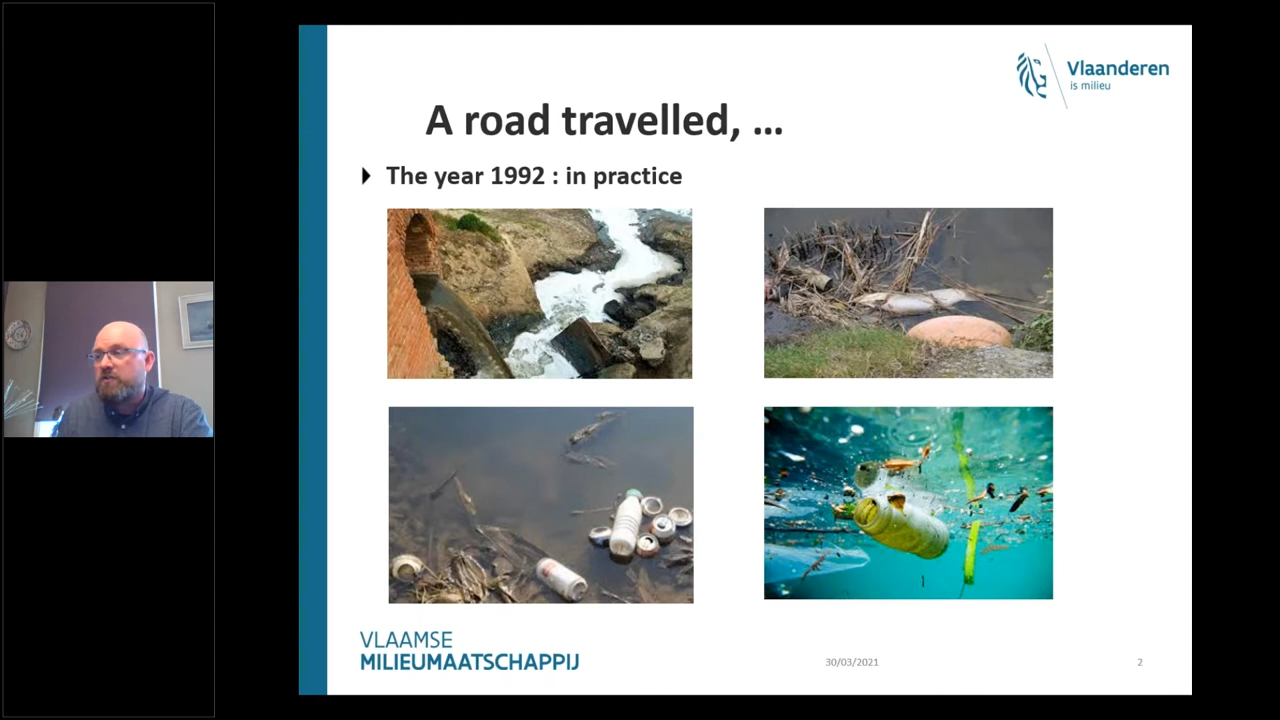 Vlaanderen
is milieu
A road travelled, ...
The year 1992 : in practice
VLAAMSE
MILIEUMAATSCHAPPIJ
30/03/2021
2